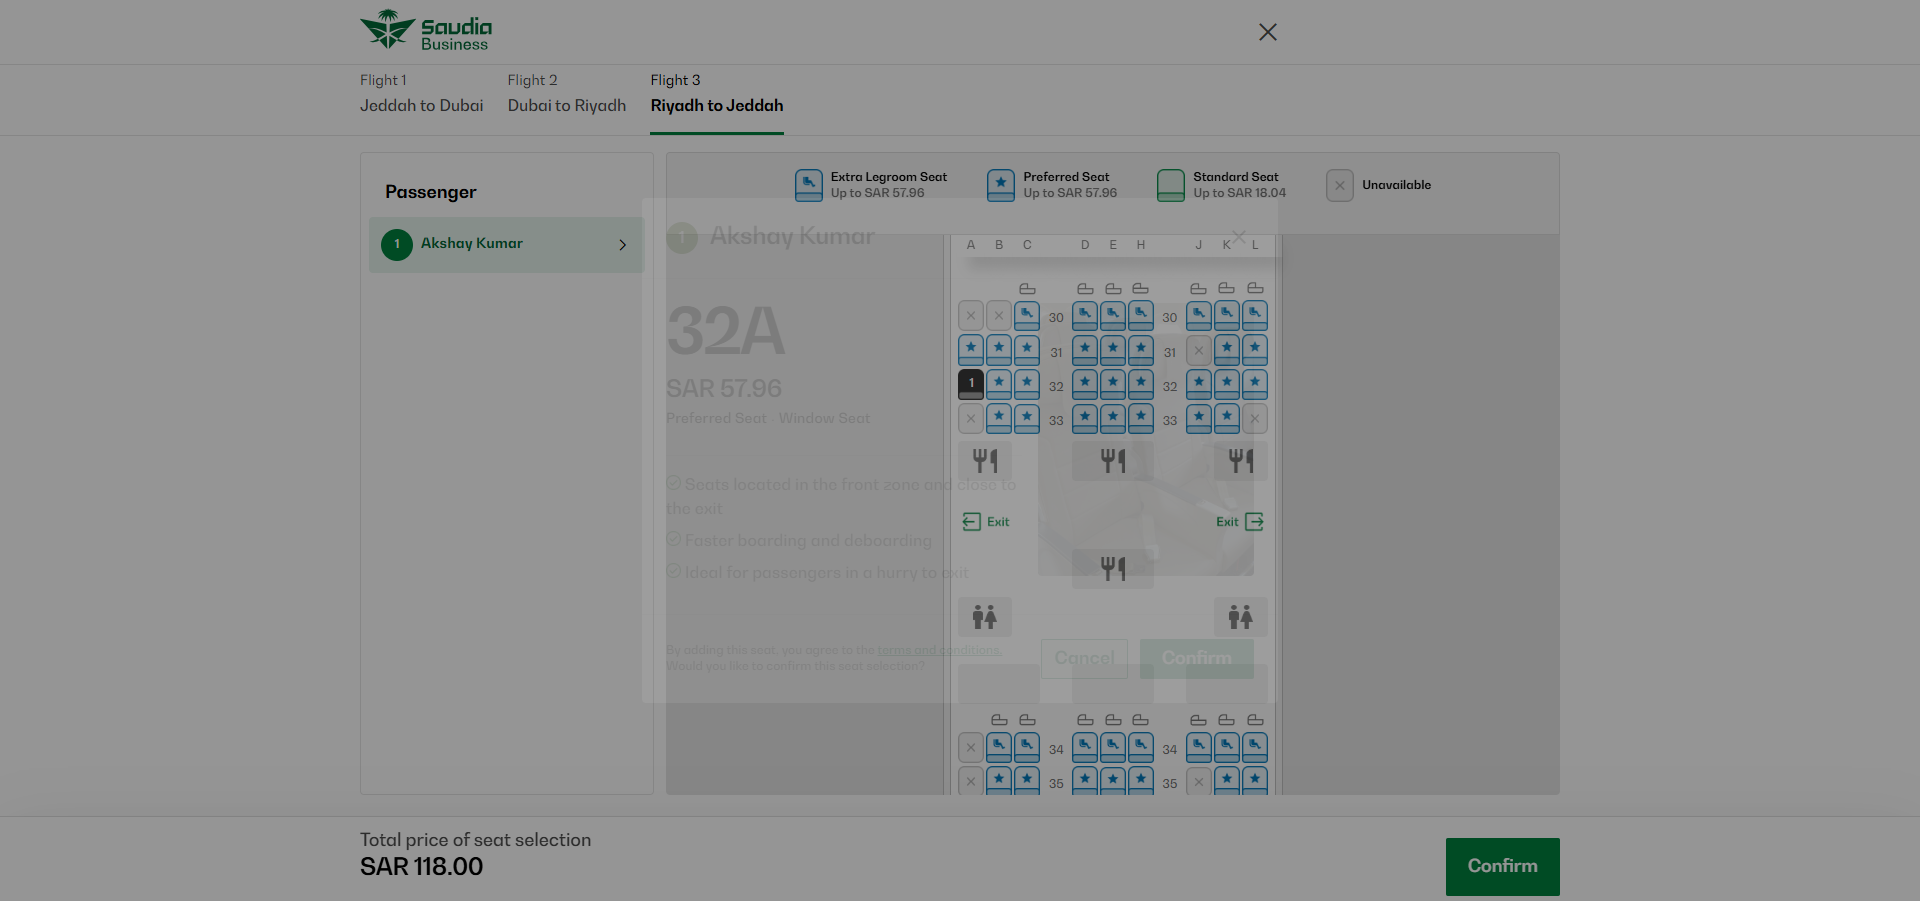 Saudia
Business
Flight 1
Jeddah to Dubai
Flight 2
Dubai to Riyadh
Flight 3
Riyadh to Jeddah
Passenger
1 Akshay Kumar
Extra Legroom Seat
Up to SAR 57.96
Preferred Seat
Up to SAR 57.96
Standard Seat
Up to SAR 18.04
Unavailable
1 Akshay Kumar
32A
SAR 57.96
Preferred Seat - Window Seat
Seats located in the front zone and close to
the exit
Faster boarding and deboarding
Ideal for passengers in a hurry to exit
By adding this seat, you agree to the terms and conditions.
Would you like to confirm this seat selection?
Cancel
Confirm
A B C D E H J K L
30 30
31 31
1 32 32
33 33
Exit Exit
34 34
35 35
Total price of seat selection
SAR 118.00
Confirm